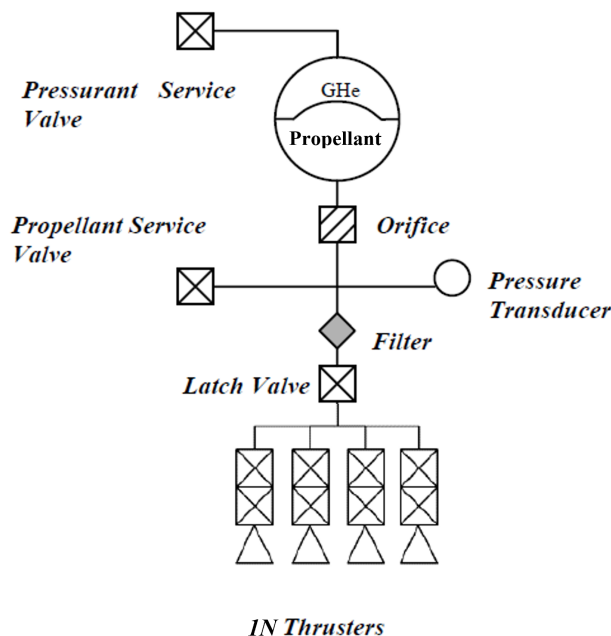 Pressurant Service
Valve
GHe
Propellant
Orifice
Propellant Service
Valve
Pressure
Transducer
Filter
Latch Valve
1N Thrusters